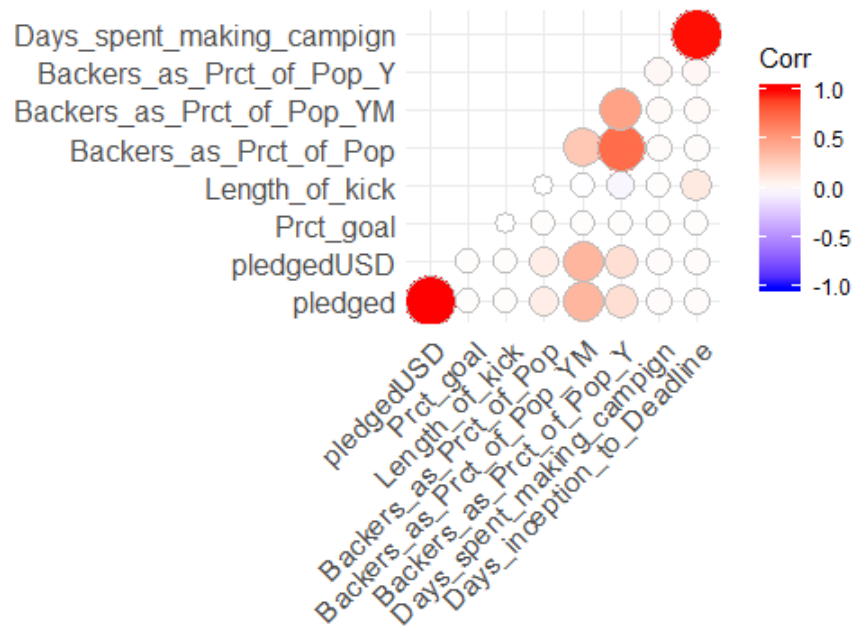 Days_spent_making_campign
Backers_as_Prct_of_Pop_Y
Backers_as_Prct_of_Pop_YM
Backers_as_Prct_of_Pop
Length_of_kick
Prct_goal
pledgedUSD
pledged
Corr
1.0
0.5
0.0
-0.5
-1.0
pledgedUSD
Prct_goal
Length_of_kick
Backers_as_Prct_of_Pop
Backers_as_Prct_of_Pop_YM
Backers_as_Prct_of_Pop_Y
Days_spent_making_campign
Days_inception_to_Deadline